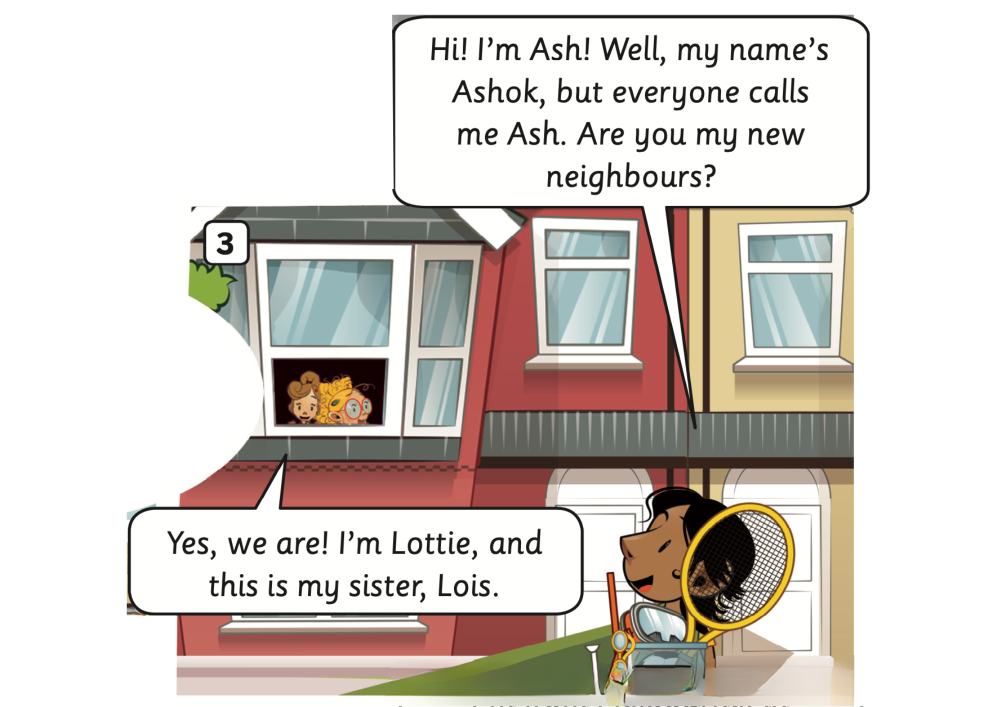 Hi! I'm Ash! Well, my name's
Ashok, but everyone calls
me Ash. Are you my new
neighbours?
3
Yes, we are! I'm Lottie, and
this is my sister, Lois.